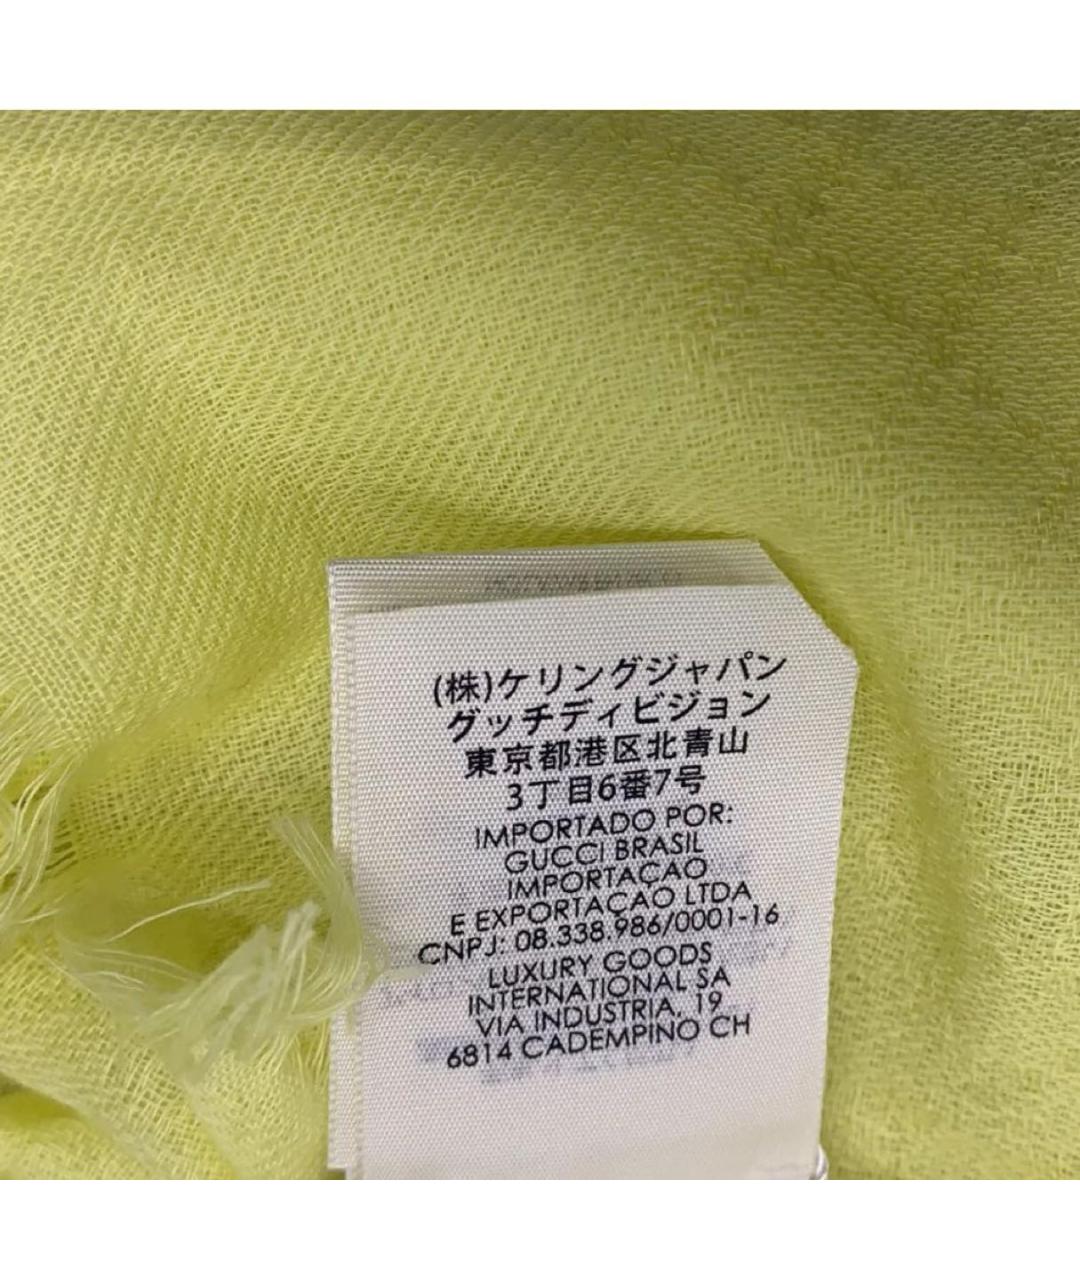 (株)ケリングジャパン
グッチディビジョン
東京都港区北青山
3丁目6番7号
IMPORTADO POR:
GUCCI BRASIL
IMPORTAÇAO
E EXPORTAÇAO LTDA
CNPJ: 08.338.986/0001-16
LUXURY GOODS
INTERNATIONAL SA
VIA INDUSTRIA, 19
6814 CADEMPINO CH